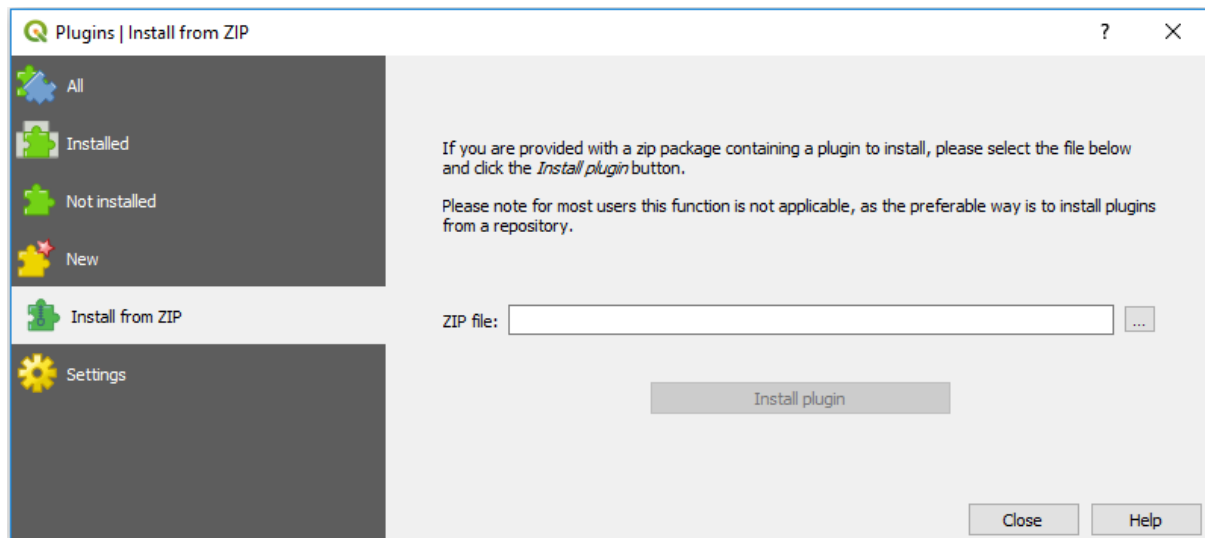 Plugins | Install from ZIP
?
All
Installed
Not installed
New
Install from ZIP
Settings
If you are provided with a zip package containing a plugin to install, please select the file below
and click the Install plugin button.
Please note for most users this function is not applicable, as the preferable way is to install plugins
from a repository.
ZIP file:
...
Install plugin
Close
Help